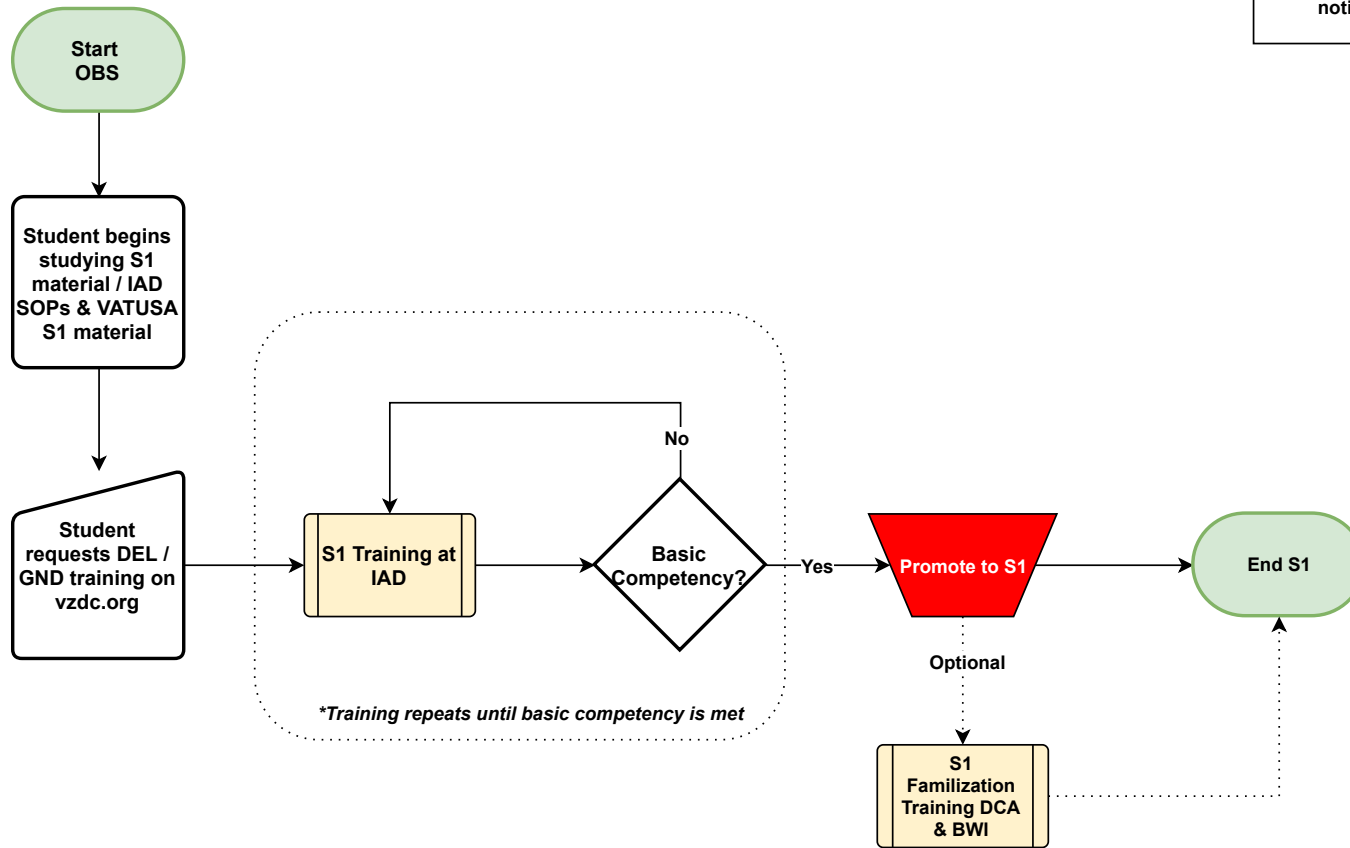 noti
Start
OBS
Student begins
studying S1
material / IAD
SOPs & VATUSA
S1 material
No
Student
requests DEL /
GND training on
vzdc.org
S1 Training at
IAD
Basic
Competency?
Yes
Promote to S1
End S1
Optional
*Training repeats until basic competency is met
S1
Familization
Training DCA
& BWI